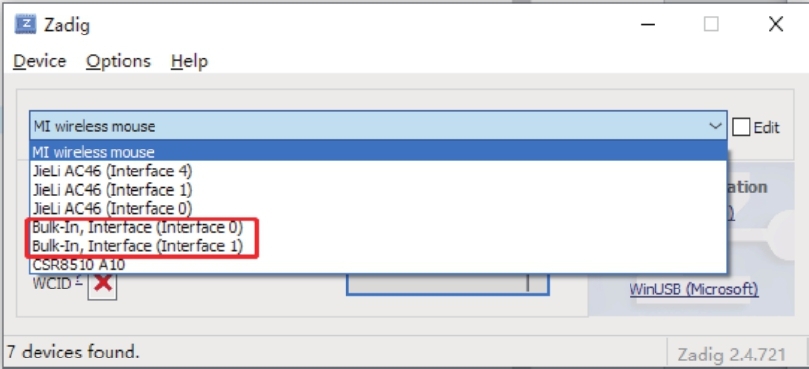 Zadig
Device Options Help
MI wireless mouse Edit
MI wireless mouse
JieLi AC46 (Interface 4)
JieLi AC46 (Interface 1)
JieLi AC46 (Interface 0)
Bulk-In, Interface (Interface 0)
Bulk-In, Interface (Interface 1)
CSR8510 A10
ation
WCID ?
WinUSB (Microsoft)
7 devices found.
Zadig 2.4.721